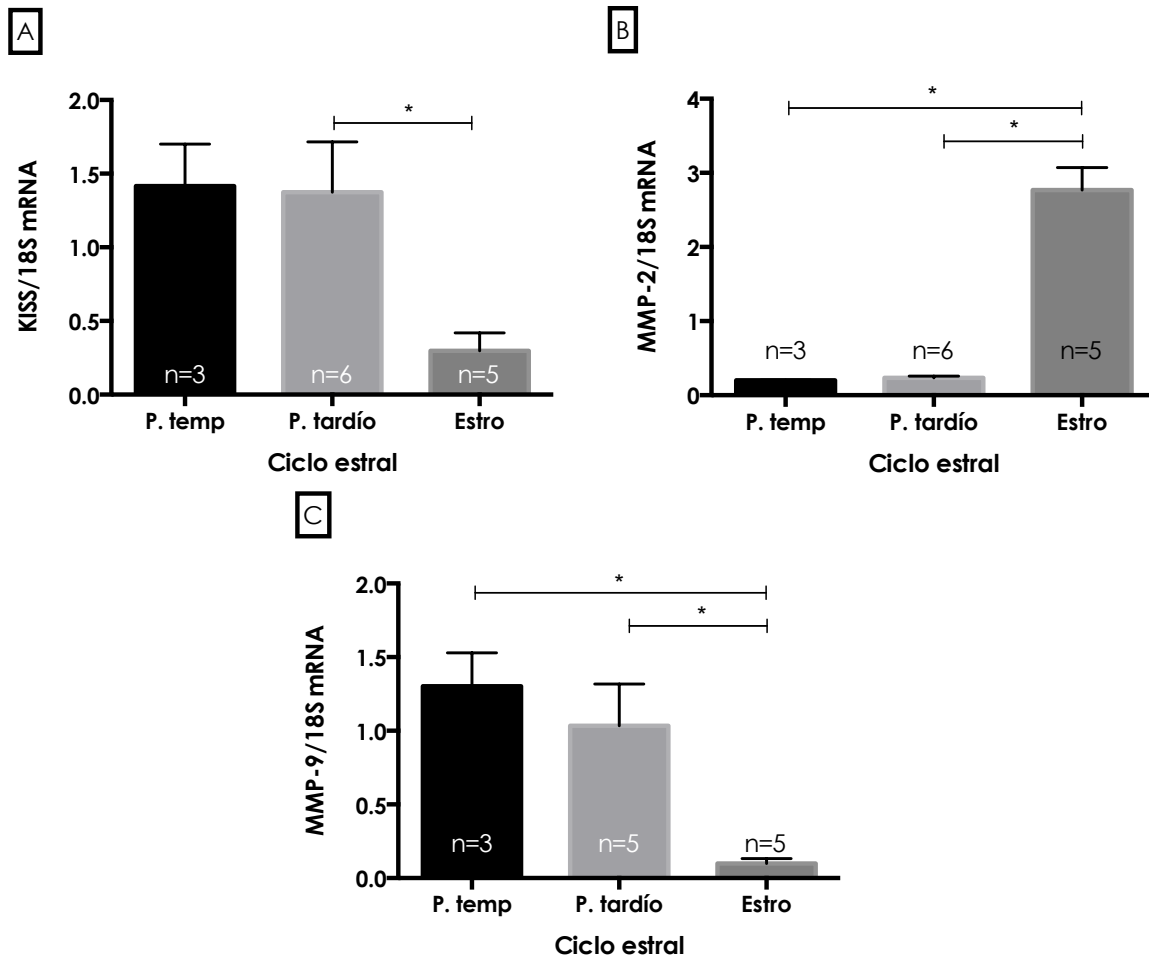 A
KISS/18S mRNA
2.0
1.5
1.0
0.5
0.0
*
n=3 n=6 n=5
P. temp P. tardío Estro
Ciclo estral
B
MMP-2/18S mRNA
4
3
2
1
0
*
*
n=3 n=6 n=5
P. temp P. tardío Estro
Ciclo estral
C
MMP-9/18S mRNA
2.0
1.5
1.0
0.5
0.0
*
*
n=3 n=5 n=5
P. temp P. tardío Estro
Ciclo estral